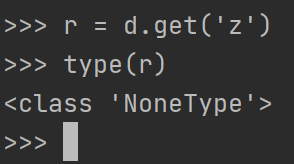 >>> r = d.get('z')
>>> type(r)
<class 'NoneType'>
>>>